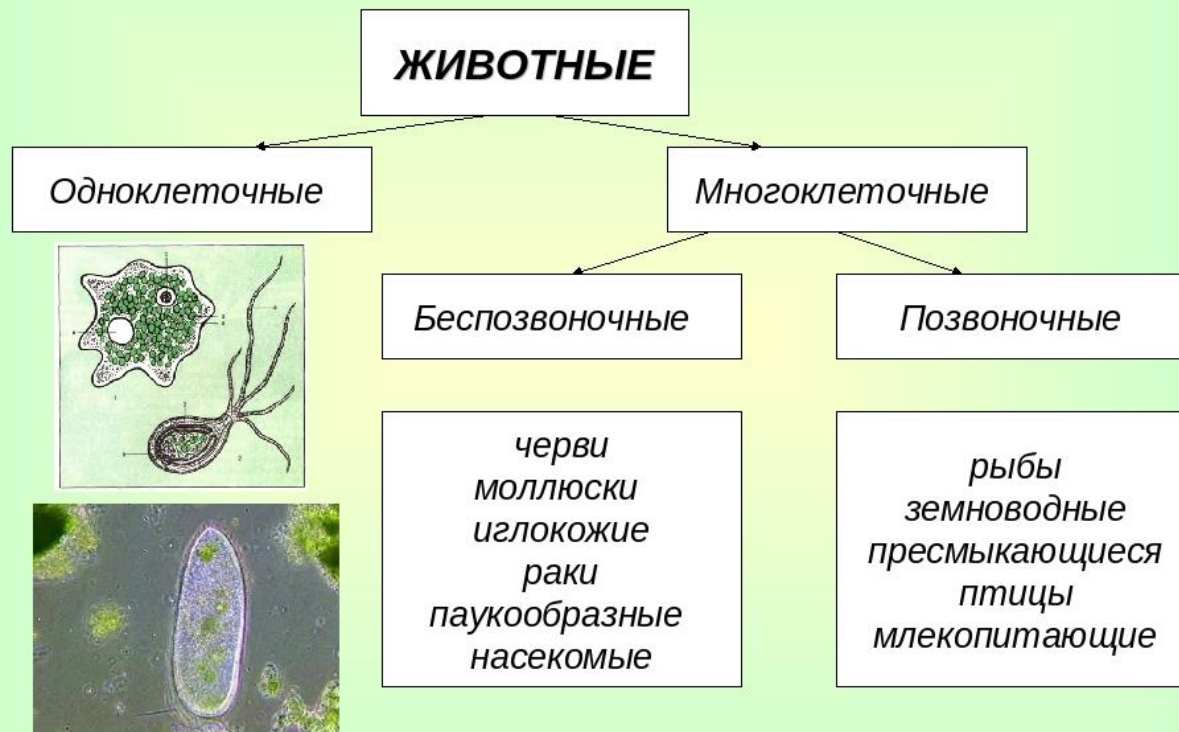 ЖИВОТНЫЕ
Одноклеточные
Многоклеточные
Беспозвоночные
Позвоночные
черви
моллюски
иглокожие
раки
паукообразные
насекомые
рыбы
земноводные
пресмыкающиеся
птицы
млекопитающие